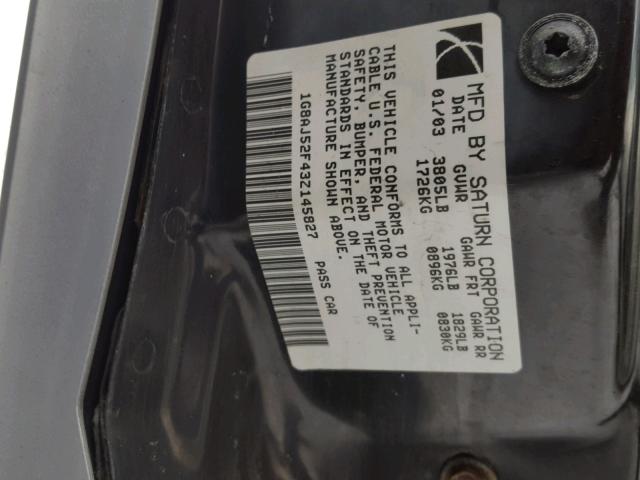 MFD BY SATURN CORPORATION
DATE GVWR GAWR FRT GAWR RR
01/03 3805LB 1976LB 1829LB
1726KG 0896KG 0830KG
THIS VEHICLE CONFORMS TO ALL APPLI-
CABLE U.S. FEDERAL MOTOR VEHICLE
SAFETY, BUMPER, AND THEFT PREVENTION
STANDARDS IN EFFECT ON THE DATE OF
MANUFACTURE SHOWN ABOVE.
1G8AJ52F43Z145827 PASS CAR